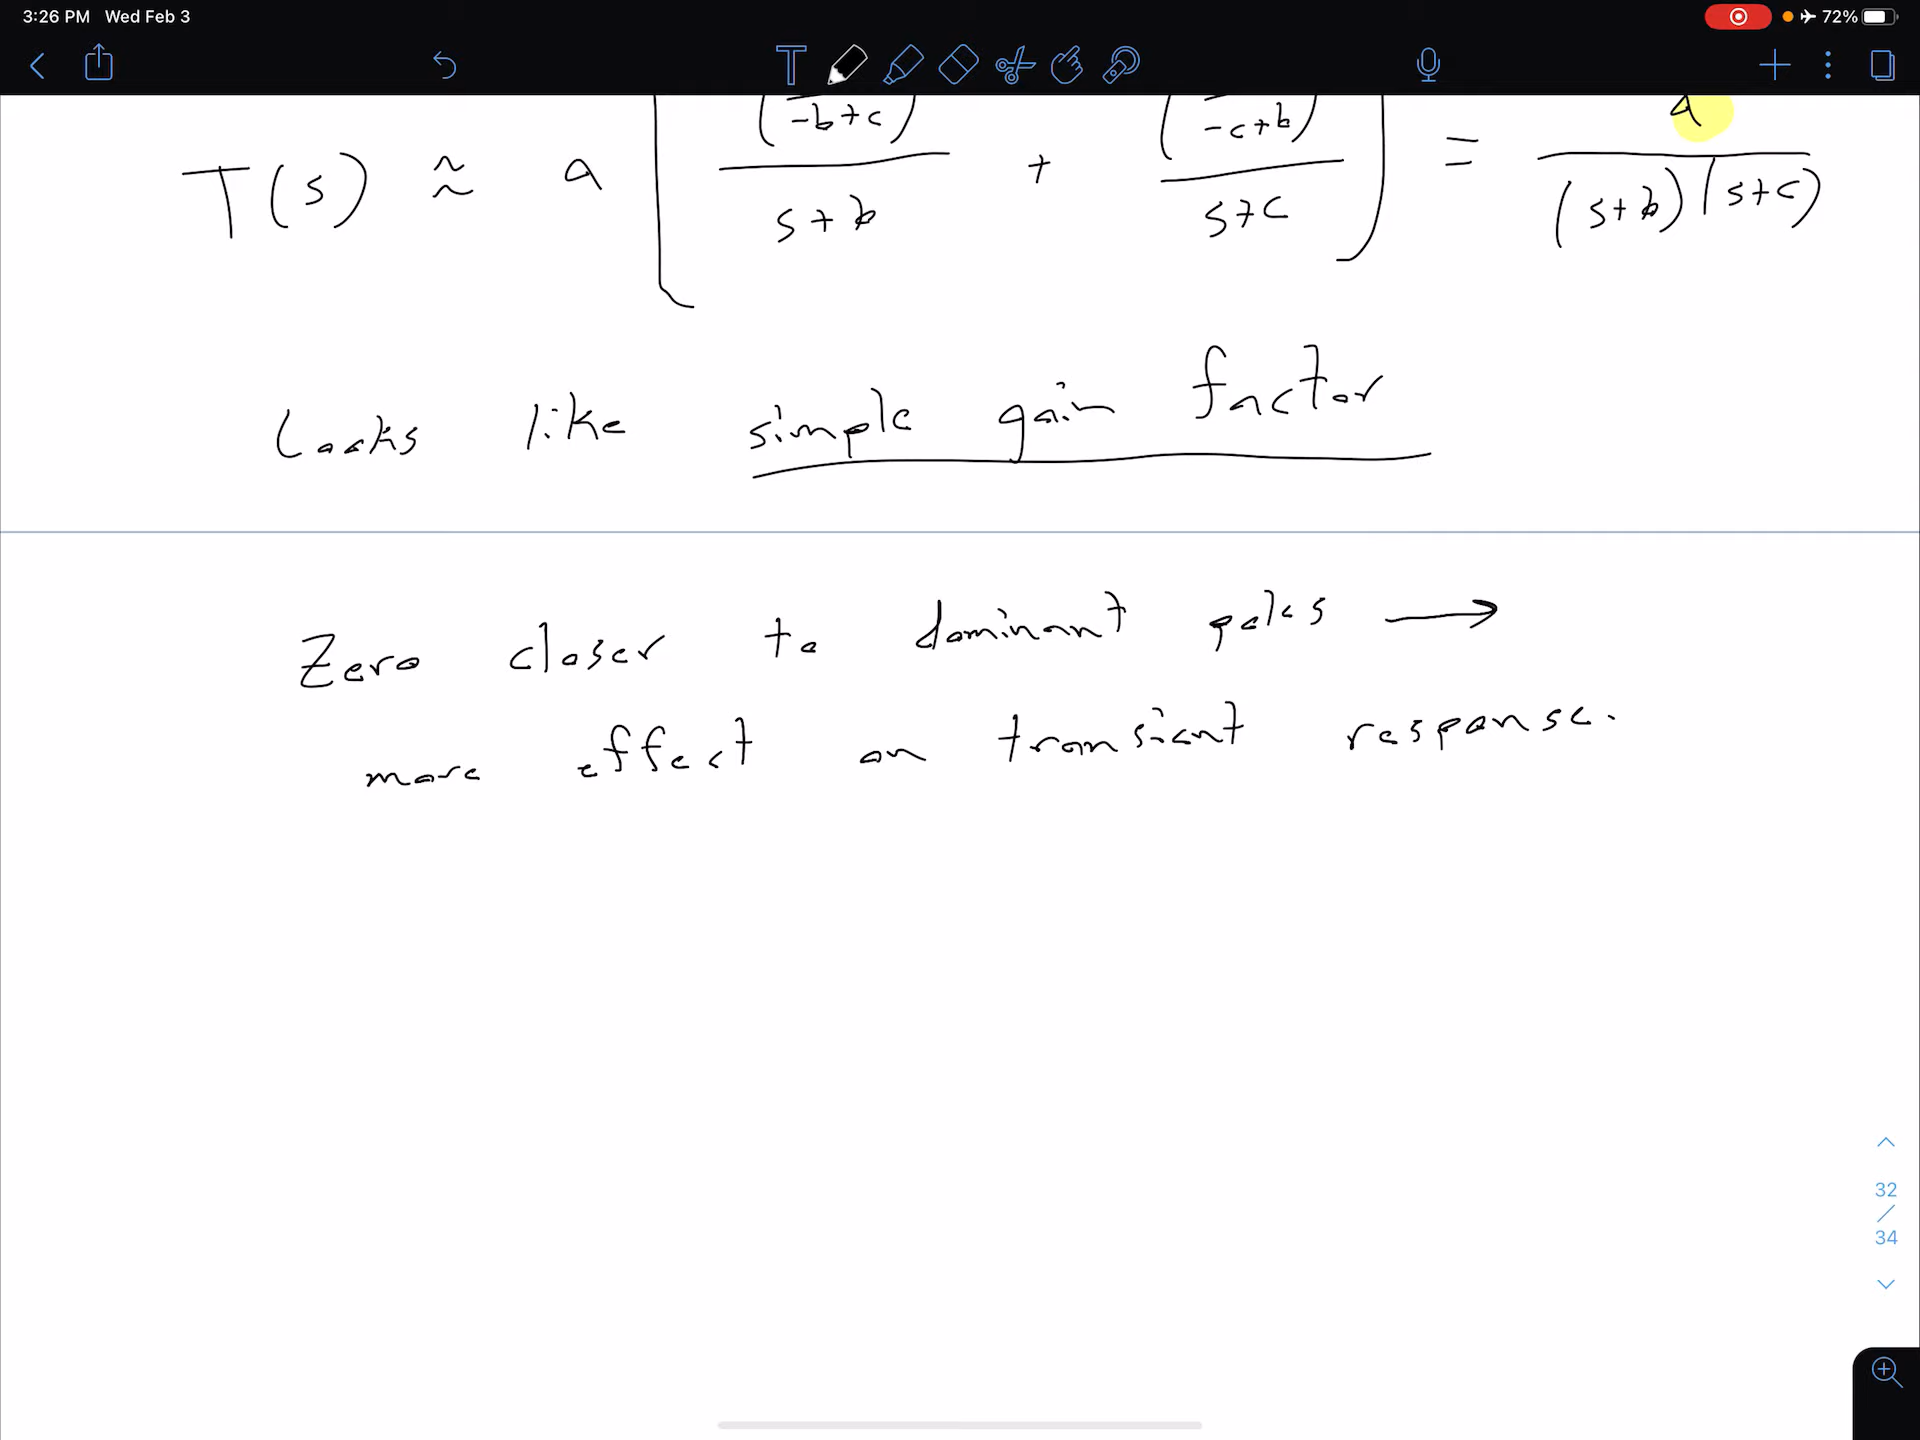 3:26 PM Wed Feb 3
72%
T
T(s) ≈ a [ (‾/-b+c)/(s+b) + (‾/-c+b)/(s+c) ] = a/((s+b)(s+c))
Looks like simple gain factor
Zero closer to dominant poles →
more effect on transient response.
32
/
34